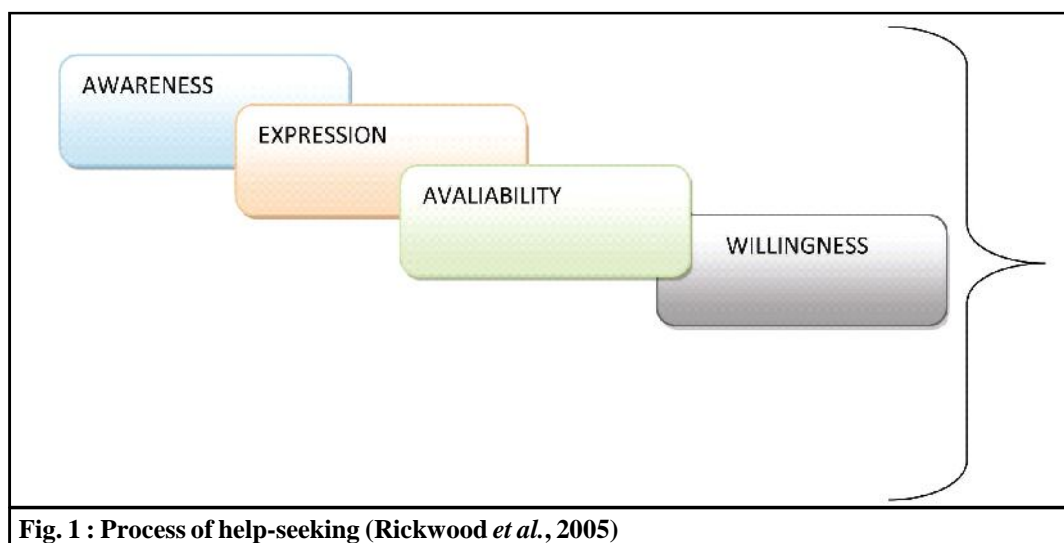 AWARENESS
EXPRESSION
AVALIABILITY
WILLINGNESS
Fig. 1 : Process of help-seeking (Rickwood et al., 2005)